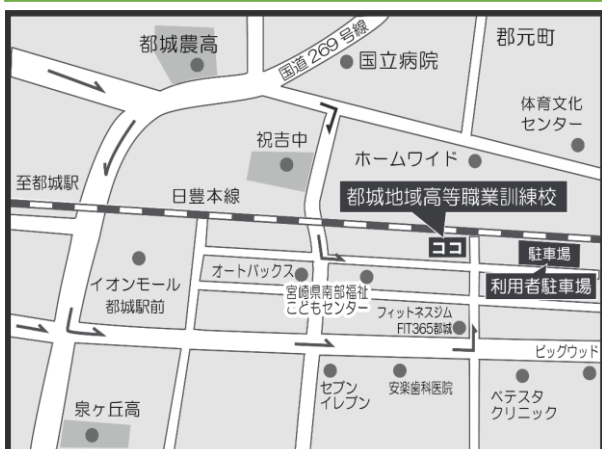 都城農高
国道269号線
国立病院
郡元町
体育文化
センター
祝吉中
ホームワイド
至都城駅
日豊本線
都城地域高等職業訓練校
ココ
駐車場
利用者駐車場
イオンモール
都城駅前
オートバックス
宮崎県南部福祉
こどもセンター
フィットネスジム
FIT365都城
ビッグウッド
セブン
イレブン
安楽歯科医院
ベテスタ
クリニック
泉ヶ丘高